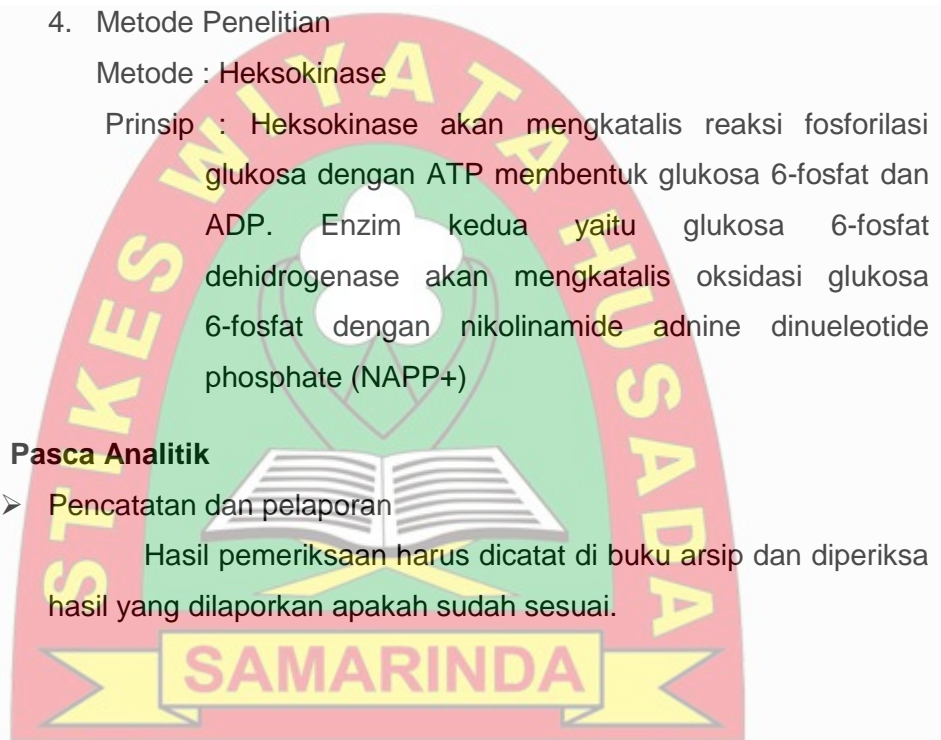 4. Metode Penelitian
Metode : Heksokinase
Prinsip : Heksokinase akan mengkatalis reaksi fosforilasi
glukosa dengan ATP membentuk glukosa 6-fosfat dan
ADP. Enzim kedua yaitu glukosa 6-fosfat
dehidrogenase akan mengkatalis oksidasi glukosa
6-fosfat dengan nikolinamide adnine dinueleotide
phosphate (NAPP+)
Pasca Analitik
➢ Pencatatan dan pelaporan
Hasil pemeriksaan harus dicatat di buku arsip dan diperiksa
hasil yang dilaporkan apakah sudah sesuai.
STIKES WIYATA HUSADA
SAMARINDA